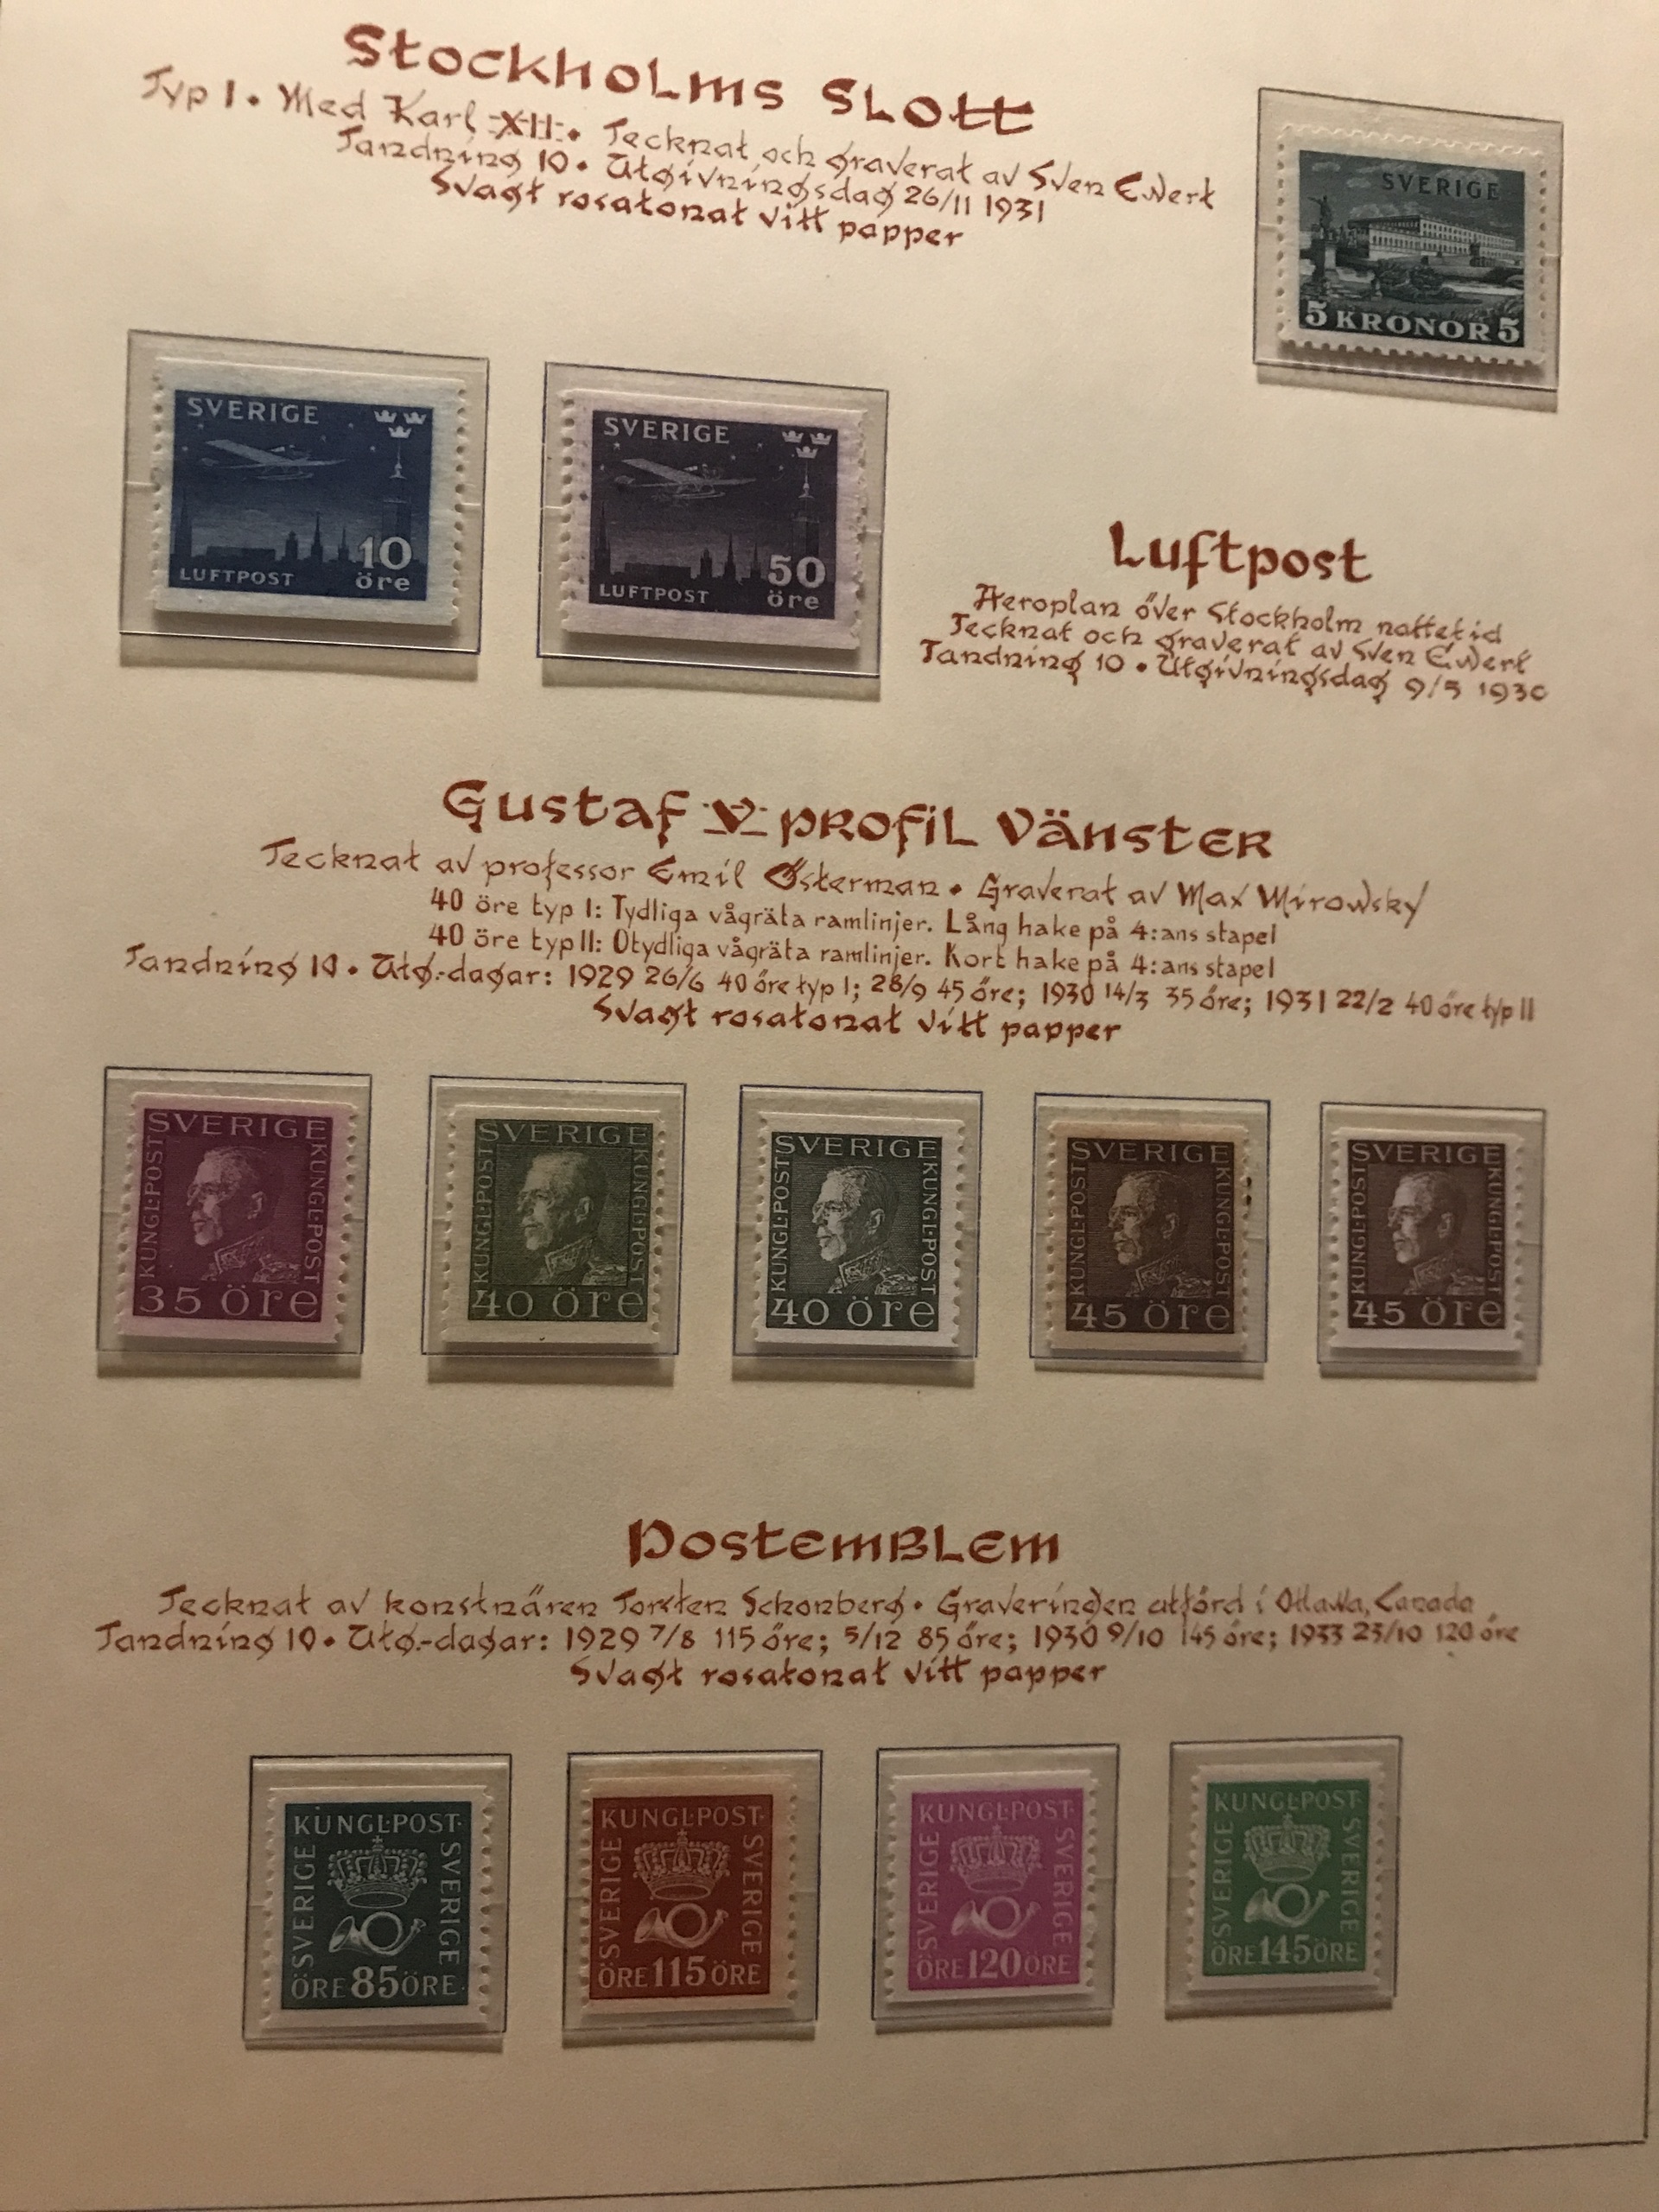 Stockholms Slott
Typ I. Med Karl XII. Tecknat och graverat av Sven Ewert
Tandning 10. Utgivningsdag 26/11 1931
Svagt rosatonat vitt papper
SVERIGE
5 KRONOR 5
SVERIGE
10
LUFTPOST öre
SVERIGE
50
LUFTPOST öre
Luftpost
Aeroplan över Stockholm nattetid
Tecknat och graverat av Sven Ewert
Tandning 10. Utgivningsdag 9/5 1930
Gustaf V profil vänster
Tecknat av professor Emil Österman. Graverat av Max Mirowsky
40 öre typ I: Tydliga vågräta ramlinjer. Lång hake på 4:ans stapel
40 öre typ II: Otydliga vågräta ramlinjer. Kort hake på 4:ans stapel
Tandning 10. Utg.-dagar: 1929 26/6 40 öre typ I; 28/9 45 öre; 1930 14/3 35 öre; 1931 22/2 40 öre typ II
Svagt rosatonat vitt papper
SVERIGE
KUNGL·POST
KUNGL·POST
35 öre
SVERIGE
KUNGL·POST
KUNGL·POST
40 öre
SVERIGE
KUNGL·POST
KUNGL·POST
40 öre
SVERIGE
KUNGL·POST
KUNGL·POST
45 öre
SVERIGE
KUNGL·POST
KUNGL·POST
45 öre
Postemblem
Tecknat av konstnären Torsten Schonberg. Graveringen utförd i Ottawa, Canada
Tandning 10. Utg.-dagar: 1929 7/8 115 öre; 5/12 85 öre; 1930 9/10 145 öre; 1933 23/10 120 öre
Svagt rosatonat vitt papper
KUNGL·POST·
SVERIGE
SVERIGE
ÖRE 85 ÖRE
KUNGL·POST·
SVERIGE
SVERIGE
ÖRE 115 ÖRE
KUNGL·POST·
SVERIGE
SVERIGE
ÖRE 120 ÖRE
KUNGL·POST·
SVERIGE
SVERIGE
ÖRE 145 ÖRE